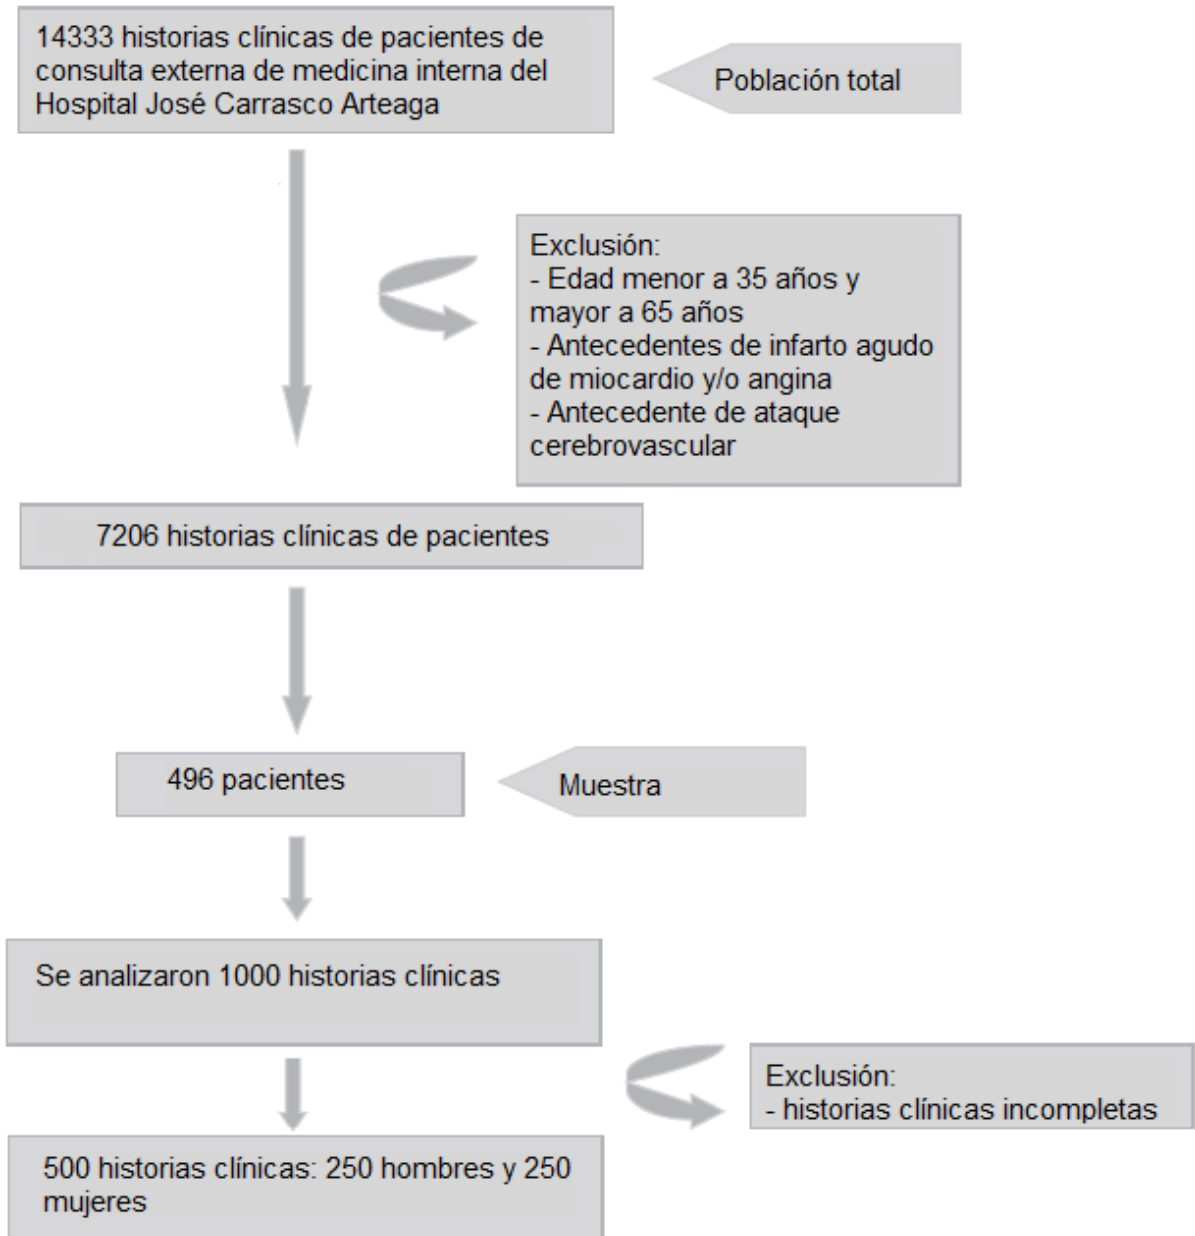 14333 historias clínicas de pacientes de
consulta externa de medicina interna del
Hospital José Carrasco Arteaga
Población total
Exclusión:
- Edad menor a 35 años y
mayor a 65 años
- Antecedentes de infarto agudo
de miocardio y/o angina
- Antecedente de ataque
cerebrovascular
7206 historias clínicas de pacientes
496 pacientes
Muestra
Se analizaron 1000 historias clínicas
Exclusión:
- historias clínicas incompletas
500 historias clínicas: 250 hombres y 250
mujeres